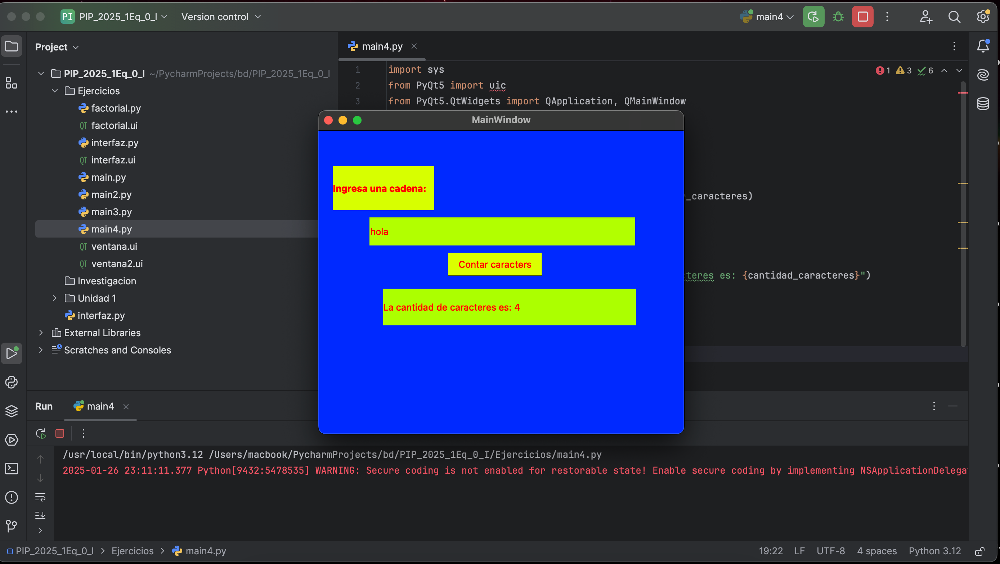 PI PIP_2025_1Eq_0_I Version control main4
Project
PIP_2025_1Eq_0_I ~/PycharmProjects/bd/PIP_2025_1Eq_0_I
Ejercicios
factorial.py
QT factorial.ui
interfaz.py
QT interfaz.ui
main.py
main2.py
main3.py
main4.py
QT ventana.ui
QT ventana2.ui
Investigacion
Unidad 1
interfaz.py
External Libraries
Scratches and Consoles
main4.py
1 import sys
2 from PyQt5 import uic
3 from PyQt5.QtWidgets import QApplication, QMainWindow
1 3 6
_caracteres)
es: {cantidad_caracteres}")
MainWindow
Ingresa una cadena:
hola
Contar caracters
La cantidad de caracteres es: 4
Run main4
/usr/local/bin/python3.12 /Users/macbook/PycharmProjects/bd/PIP_2025_1Eq_0_I/Ejercicios/main4.py
2025-01-26 23:11:11.377 Python[9432:5478535] WARNING: Secure coding is not enabled for restorable state! Enable secure coding by implementing NSApplicationDelega
PIP_2025_1Eq_0_I > Ejercicios > main4.py
19:22 LF UTF-8 4 spaces Python 3.12